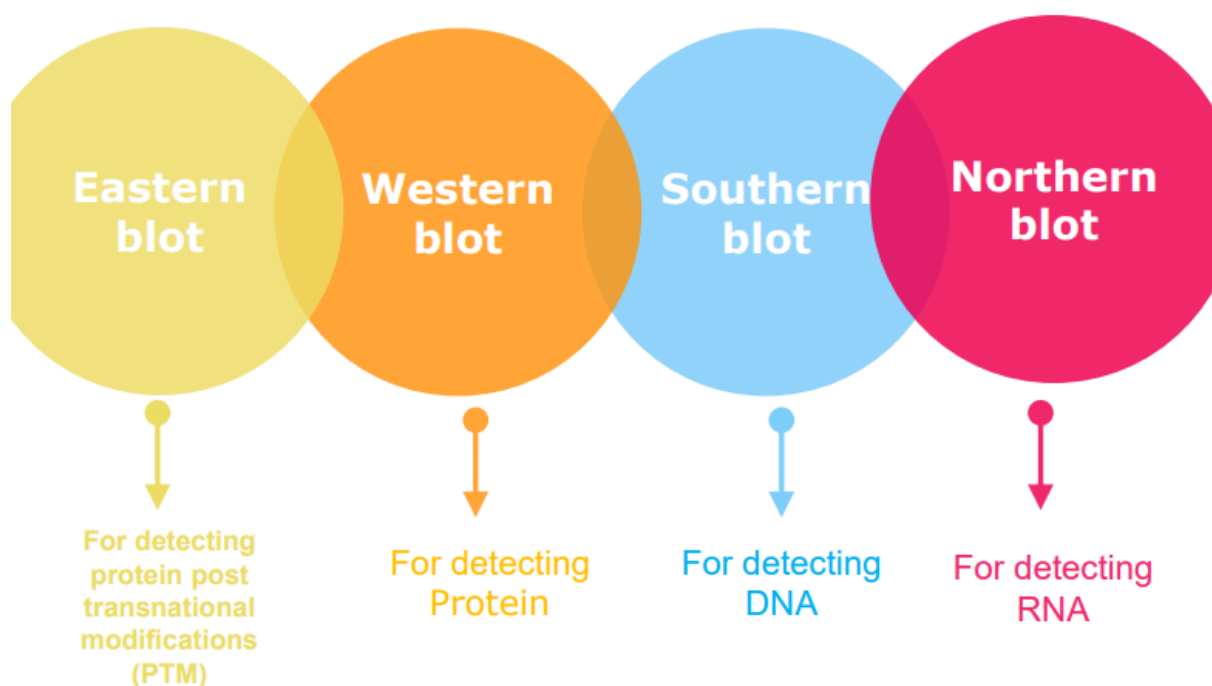 Eastern
blot
Western
blot
Southern
blot
Northern
blot
For detecting
protein post
transnational
modifications
(PTM)
For detecting
Protein
For detecting
DNA
For detecting
RNA